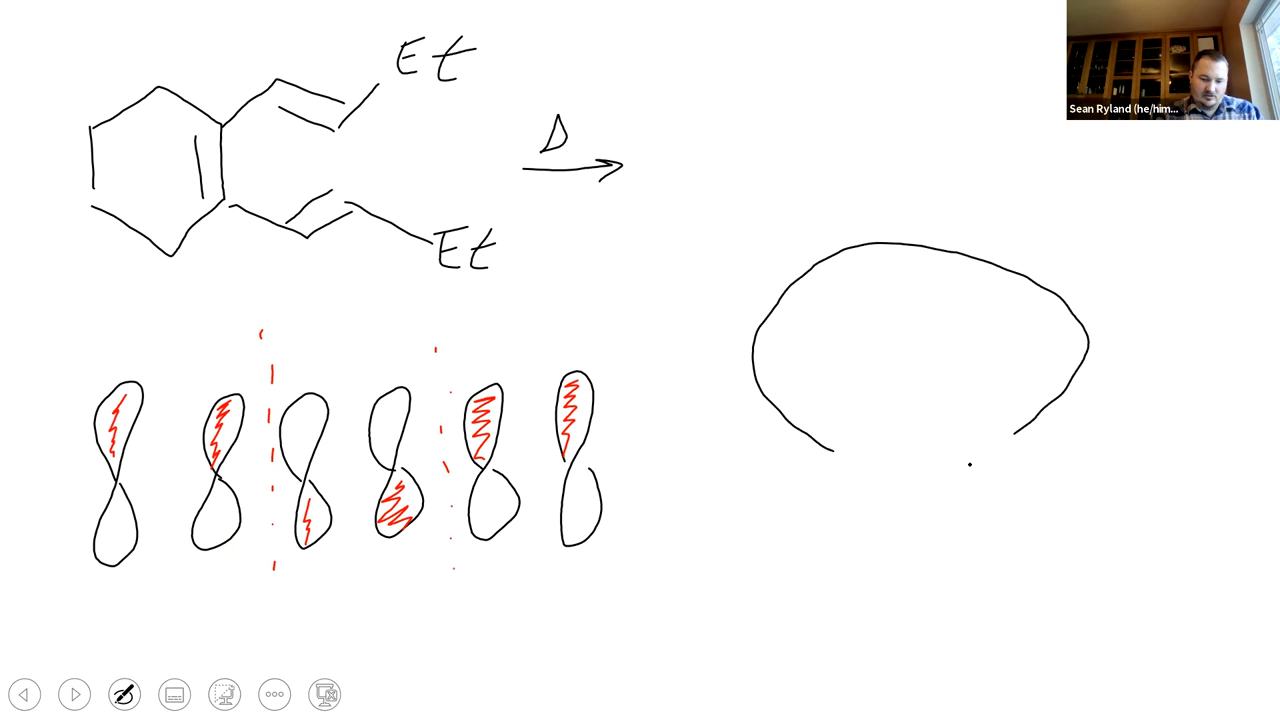 Et
Sean Ryland (he/him...
Δ
Et